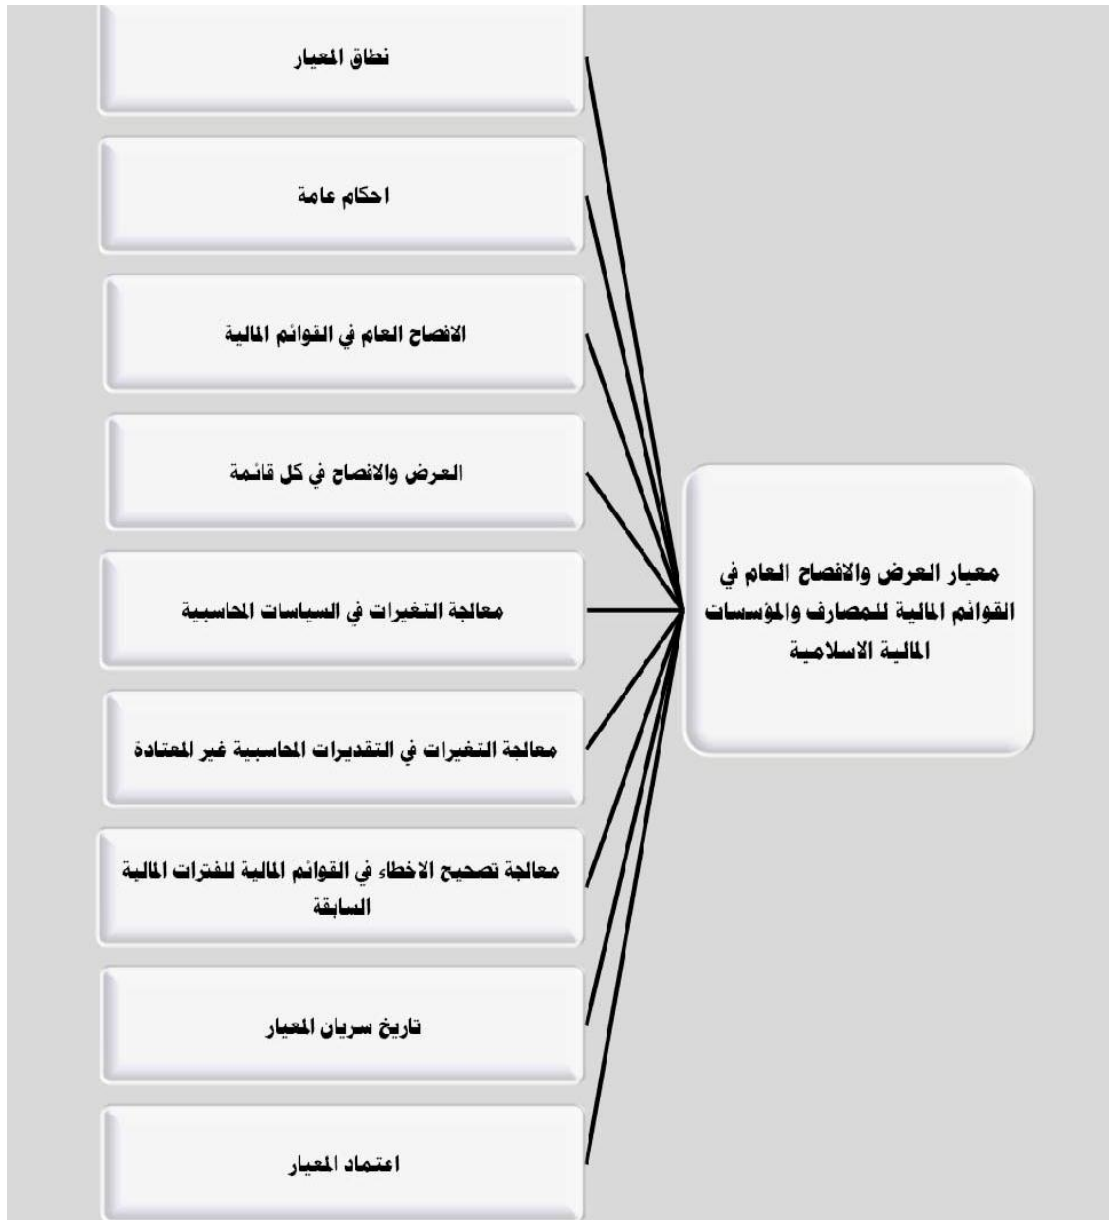 معيار العرض والافصاح العام في
القوائم المالية للمصارف والمؤسسات
المالية الاسلامية
نطاق المعيار
احكام عامة
الافصاح العام في القوائم المالية
العرض والافصاح في كل قائمة
معالجة التغيرات في السياسات المحاسبية
معالجة التغيرات في التقديرات المحاسبية غير المعتادة
معالجة تصحيح الاخطاء في القوائم المالية للفترات المالية
السابقة
تاريخ سريان المعيار
اعتماد المعيار